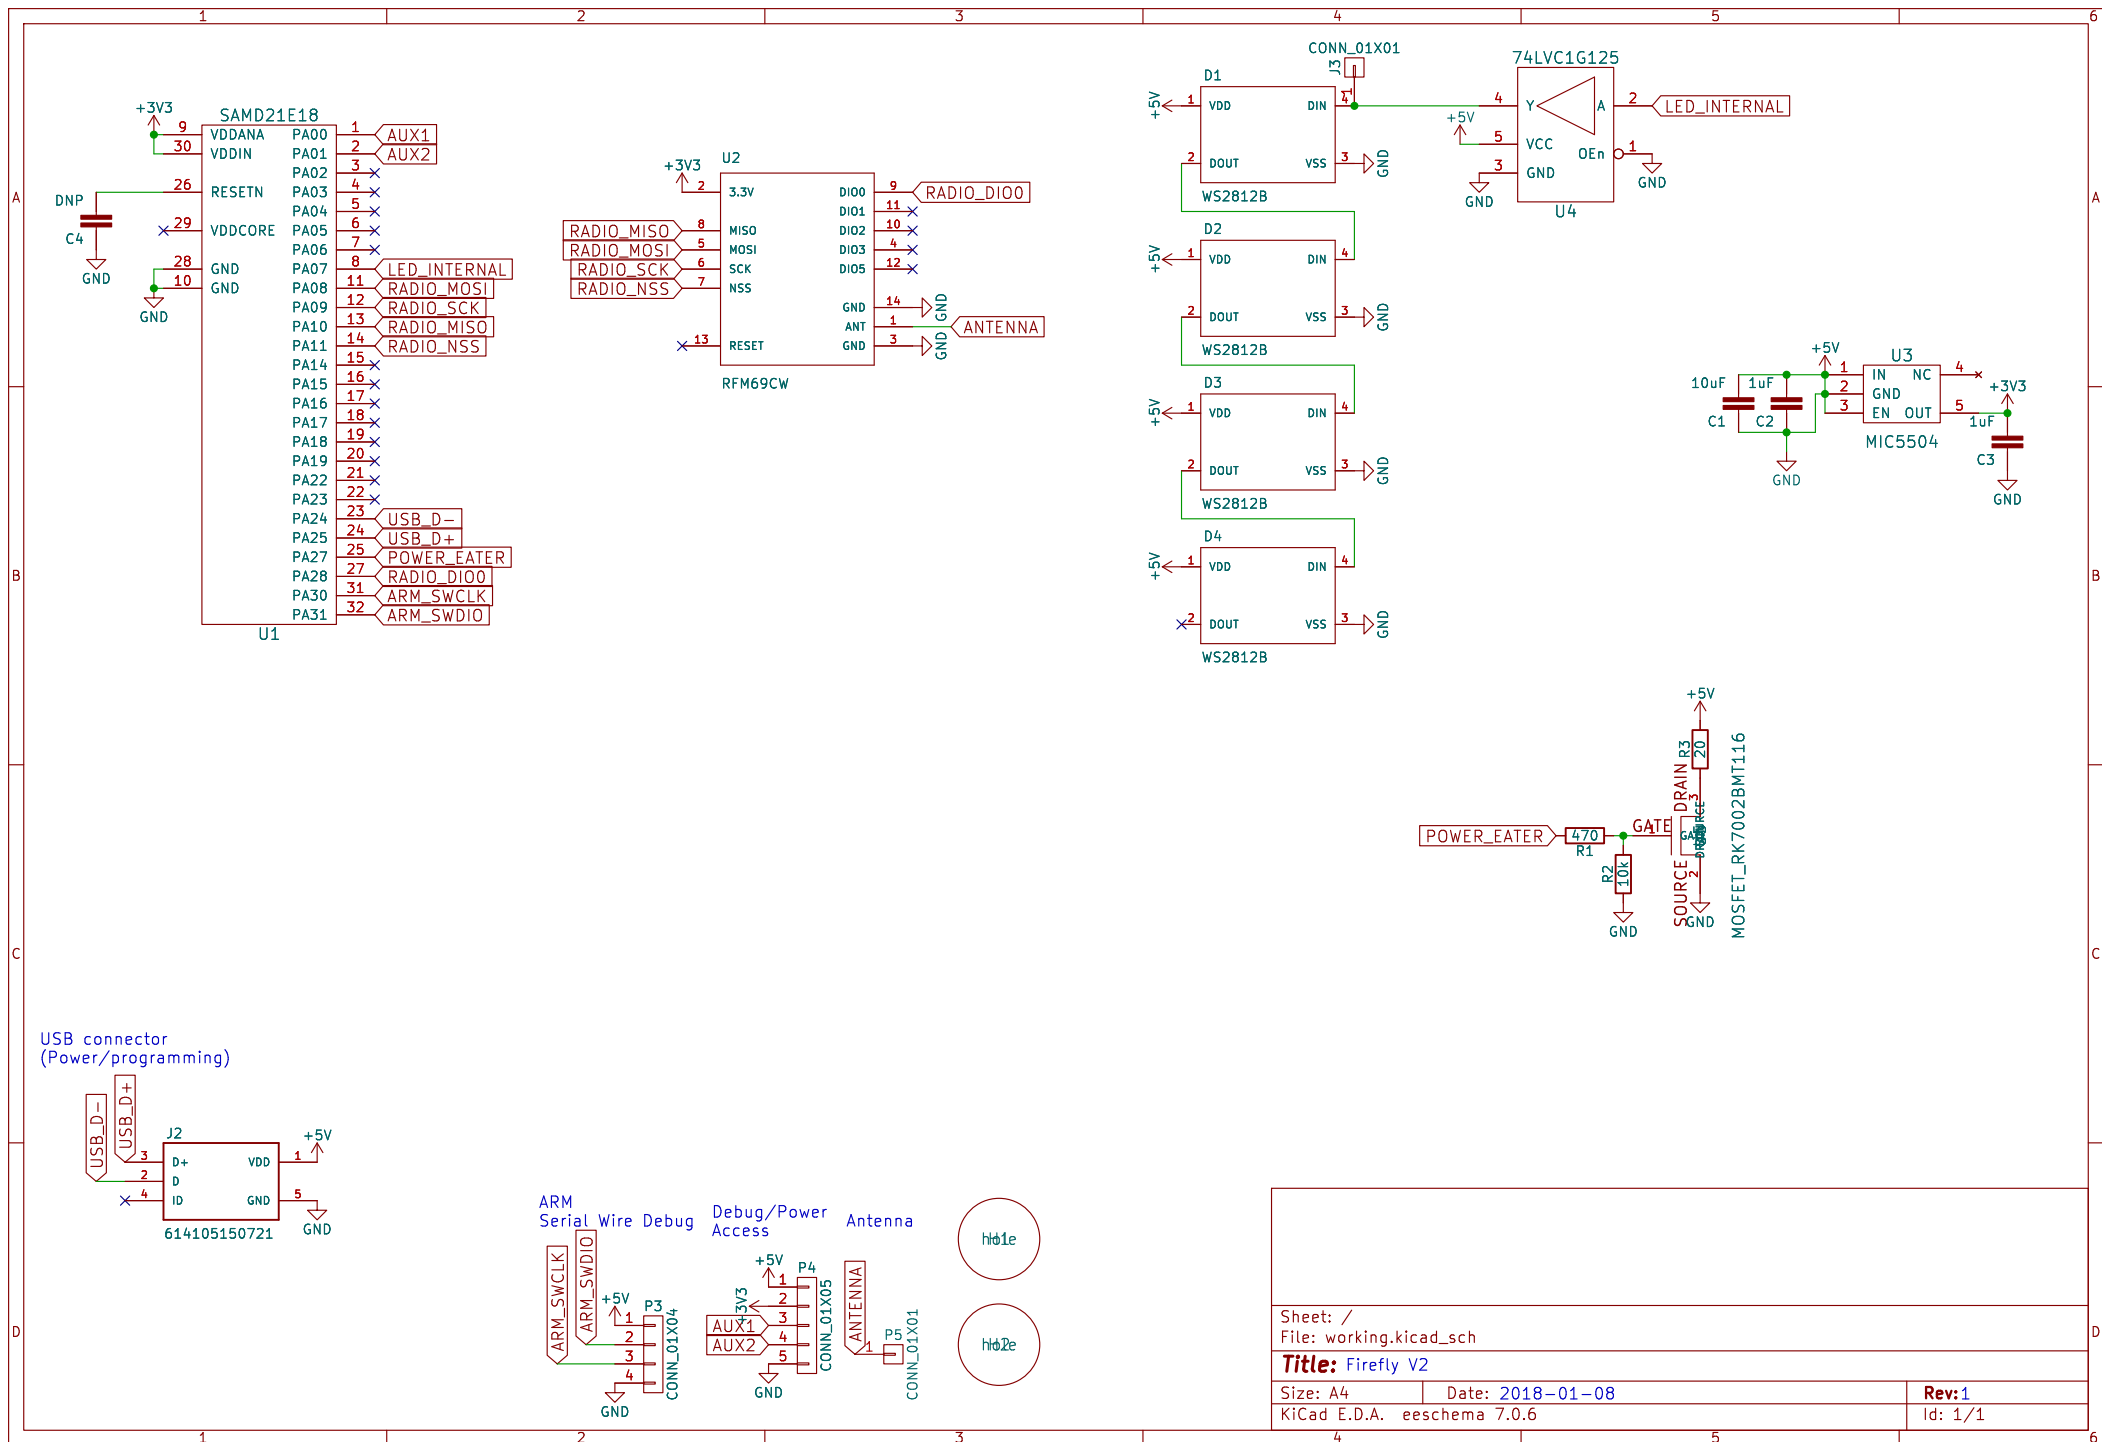 1 2 3 4 5 6
A
B
C
D
+3V3
SAMD21E18
9 VDDANA PA00 1 AUX1
30 VDDIN PA01 2 AUX2
PA02 3
26 RESETN PA03 4
DNP
PA04 5
C4
29 VDDCORE PA05 6
PA06 7
GND
28 GND PA07 8 LED_INTERNAL
10 GND PA08 11 RADIO_MOSI
GND
PA09 12 RADIO_SCK
PA10 13 RADIO_MISO
PA11 14 RADIO_NSS
PA14 15
PA15 16
PA16 17
PA17 18
PA18 19
PA19 20
PA22 21
PA23 22
PA24 23 USB_D-
PA25 24 USB_D+
PA27 25 POWER_EATER
PA28 27 RADIO_DIO0
PA30 31 ARM_SWCLK
PA31 32 ARM_SWDIO
U1
U2
+3V3
2 3.3V DIO0 9 RADIO_DIO0
DIO1 11
RADIO_MISO 8 MISO DIO2 10
RADIO_MOSI 5 MOSI DIO3 4
RADIO_SCK 6 SCK DIO5 12
RADIO_NSS 7 NSS
GND 14 GND
ANT 1 ANTENNA
13 RESET GND 3 GND
RFM69CW
CONN_01X01
J3
1
D1
+5V 1 VDD DIN 4
2 DOUT VSS 3 GND
WS2812B
D2
+5V 1 VDD DIN 4
2 DOUT VSS 3 GND
WS2812B
D3
+5V 1 VDD DIN 4
2 DOUT VSS 3 GND
WS2812B
D4
+5V 1 VDD DIN 4
2 DOUT VSS 3 GND
WS2812B
74LVC1G125
4 Y A 2 LED_INTERNAL
+5V
5 VCC
OEn 1
3 GND
GND
GND
U4
+5V
U3
10uF 1uF
1 IN NC 4
2 GND
+3V3
3 EN OUT 5
C1 C2
1uF
MIC5504
C3
GND
GND
+5V
R3
20
DRAIN
3
MOSFET_RK7002BMT116
GATE
1
POWER_EATER 470
R1
R2
10k
SOURCE
2
GND
GND
USB connector
(Power/programming)
USB_D-
USB_D+
J2
+5V
3 D+ VDD 1
2 D
4 ID GND 5
614105150721
GND
ARM
Serial Wire Debug
ARM_SWCLK
ARM_SWDIO
+5V
P3
1
2
3
4
CONN_01X04
GND
Debug/Power
Access
+5V
P4
1
+3V3 2
AUX1 3
AUX2 4
5
CONN_01X05
GND
Antenna
ANTENNA
1
P5
CONN_01X01
hole
H1
hole
H2
Sheet: /
File: working.kicad_sch
Title: Firefly V2
Size: A4 Date: 2018-01-08 Rev:1
KiCad E.D.A. eeschema 7.0.6 Id: 1/1
A
B
C
D
1 2 3 4 5 6